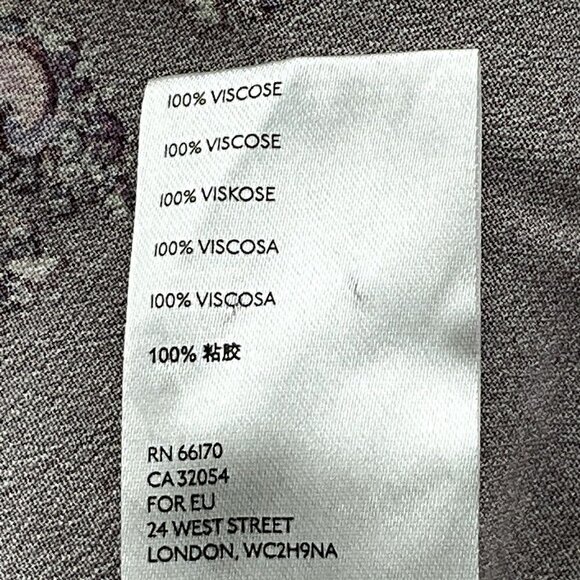 100% VISCOSE
100% VISCOSE
100% VISKOSE
100% VISCOSA
100% VISCOSA
100% 粘胶
RN 66170
CA 32054
FOR EU
24 WEST STREET
LONDON, WC2H9NA